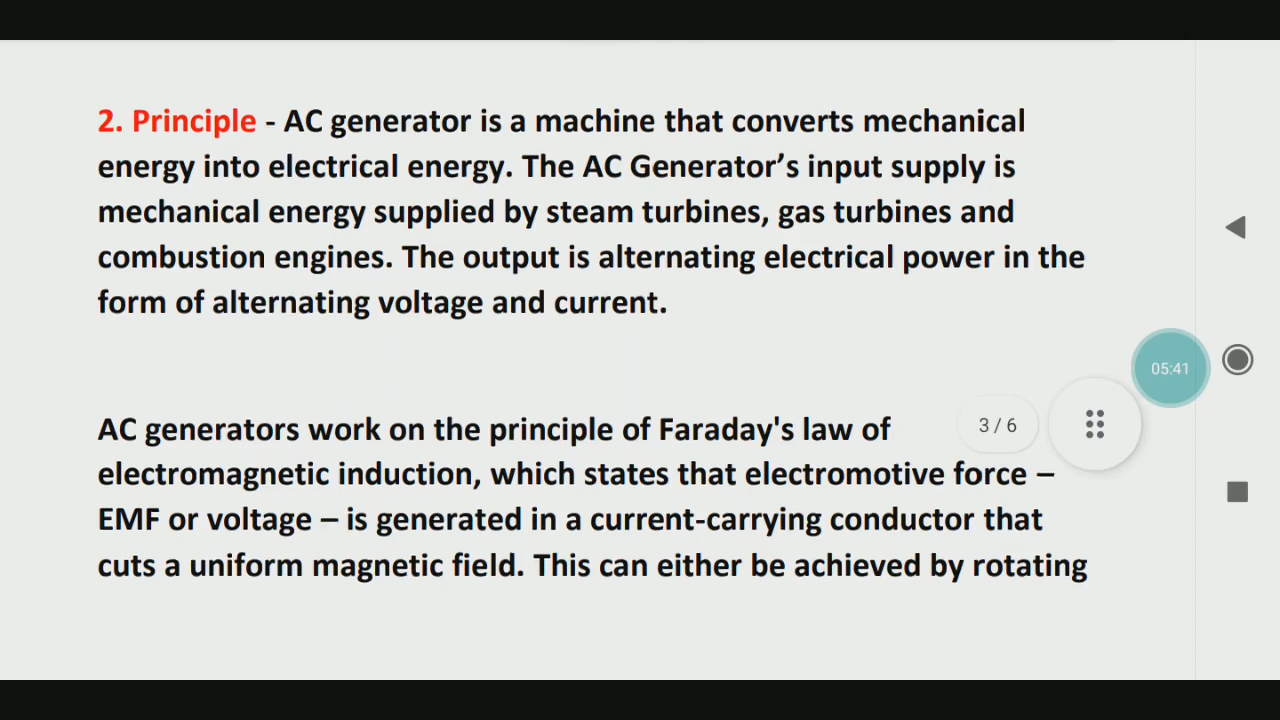 2. Principle - AC generator is a machine that converts mechanical
energy into electrical energy. The AC Generator’s input supply is
mechanical energy supplied by steam turbines, gas turbines and
combustion engines. The output is alternating electrical power in the
form of alternating voltage and current.
05:41
3 / 6
AC generators work on the principle of Faraday's law of
electromagnetic induction, which states that electromotive force –
EMF or voltage – is generated in a current-carrying conductor that
cuts a uniform magnetic field. This can either be achieved by rotating